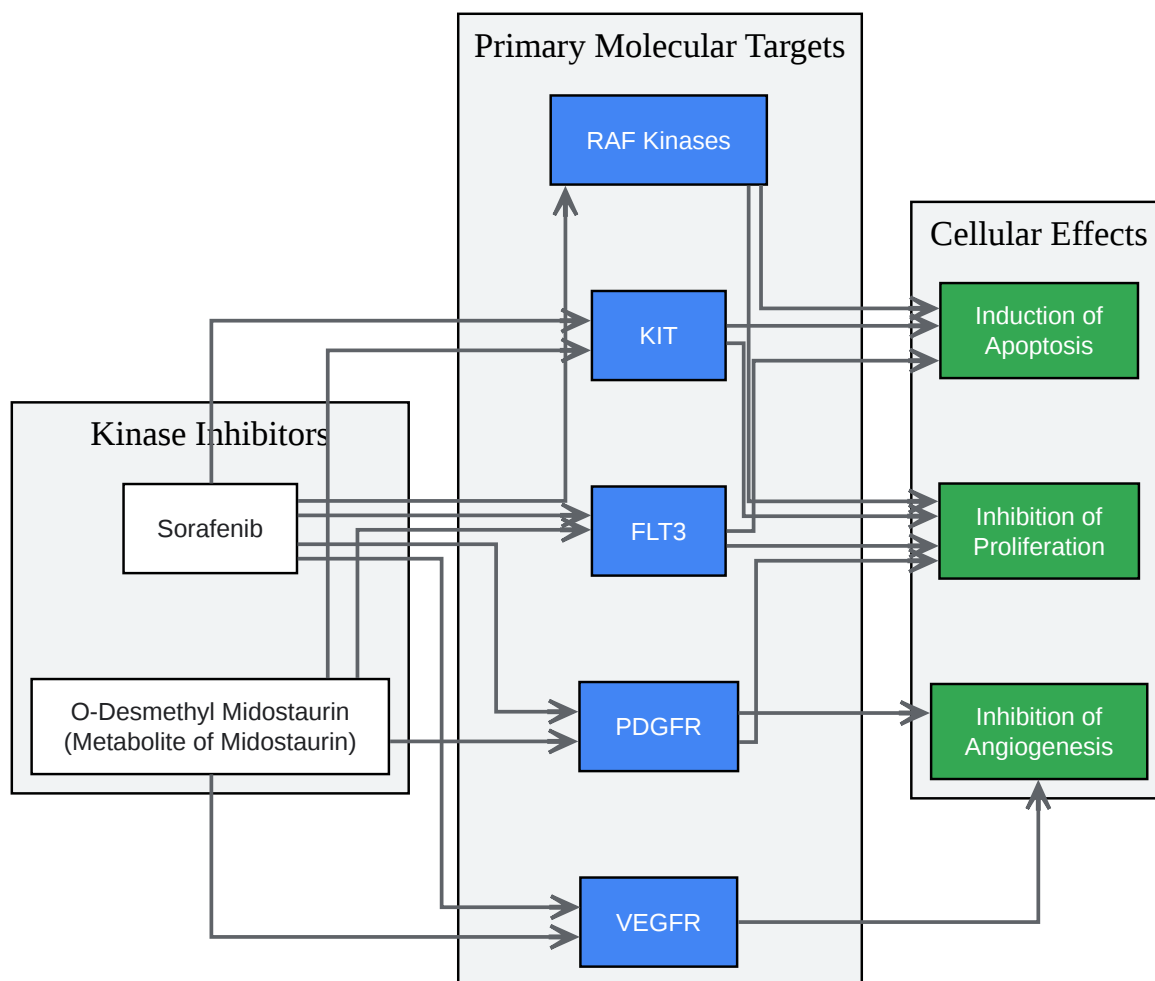 Primary Molecular Targets
RAF Kinases
KIT
FLT3
PDGFR
VEGFR
Kinase Inhibitors
Sorafenib
O-Desmethyl Midostaurin
(Metabolite of Midostaurin)
Cellular Effects
Induction of
Apoptosis
Inhibition of
Proliferation
Inhibition of
Angiogenesis